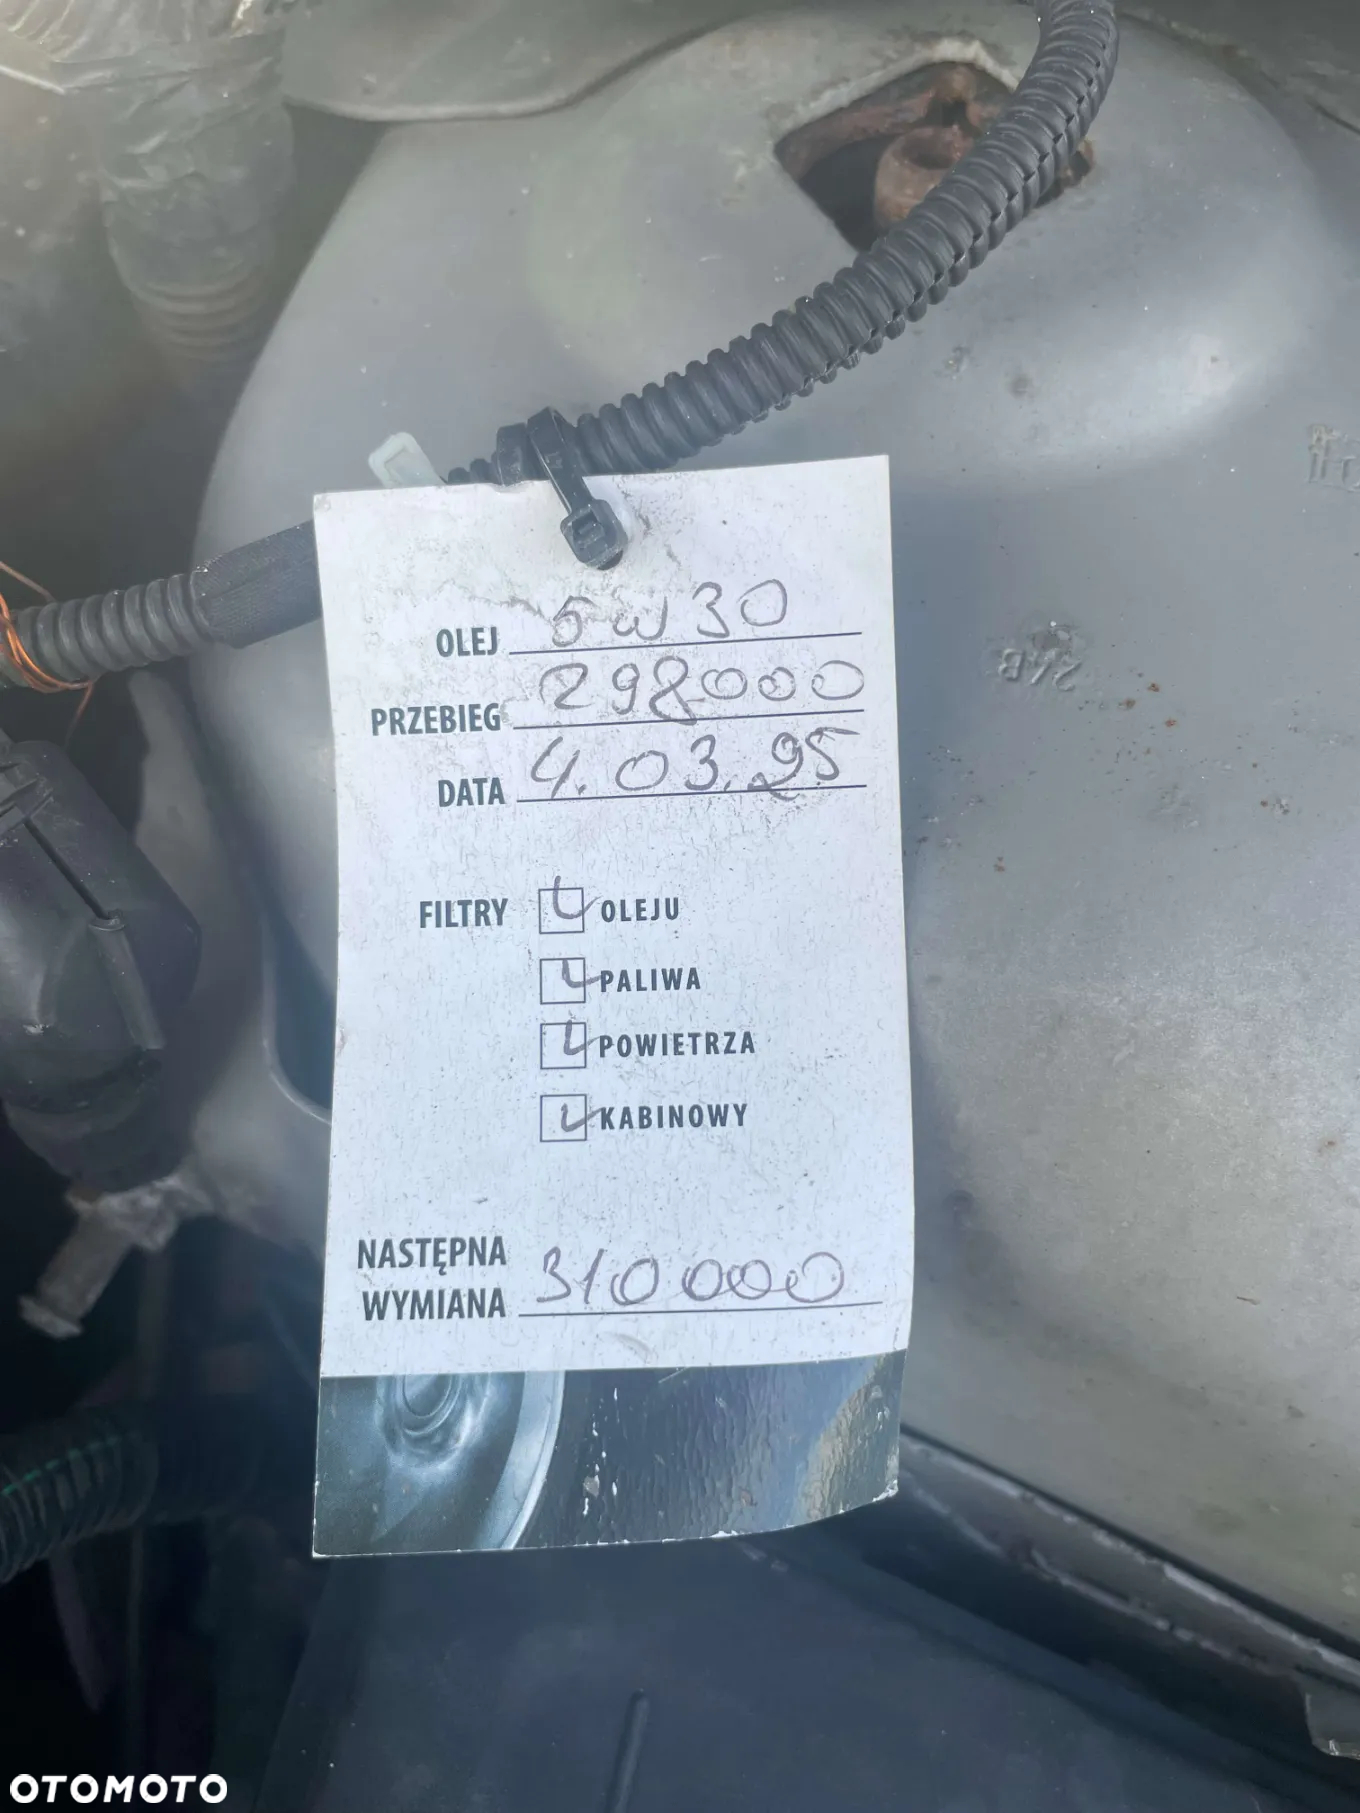 OLEJ 5w30
PRZEBIEG 298000
DATA 4.03.25
FILTRY OLEJU
PALIWA
POWIETRZA
KABINOWY
NASTĘPNA
WYMIANA 310000
OTOMOTO